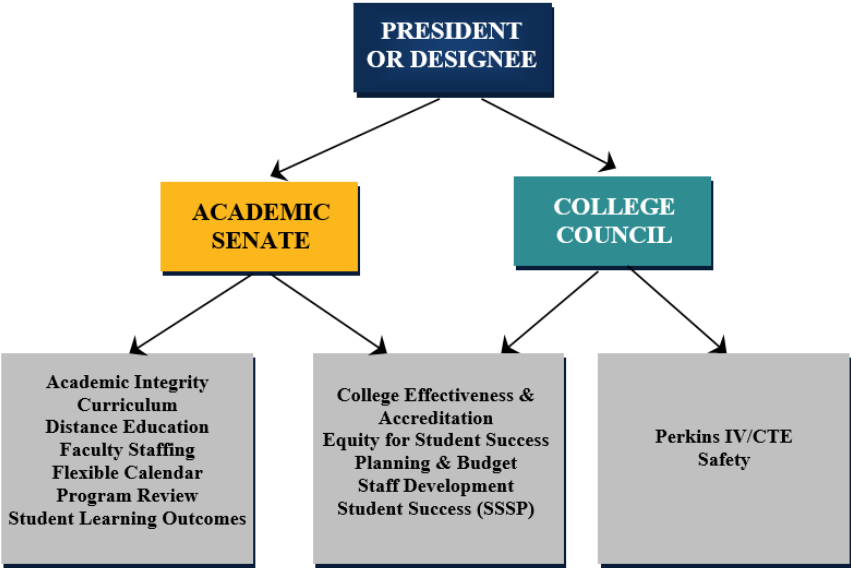 PRESIDENT
OR DESIGNEE
ACADEMIC
SENATE
COLLEGE
COUNCIL
Academic Integrity
Curriculum
Distance Education
Faculty Staffing
Flexible Calendar
Program Review
Student Learning Outcomes
College Effectiveness &
Accreditation
Equity for Student Success
Planning & Budget
Staff Development
Student Success (SSSP)
Perkins IV/CTE
Safety